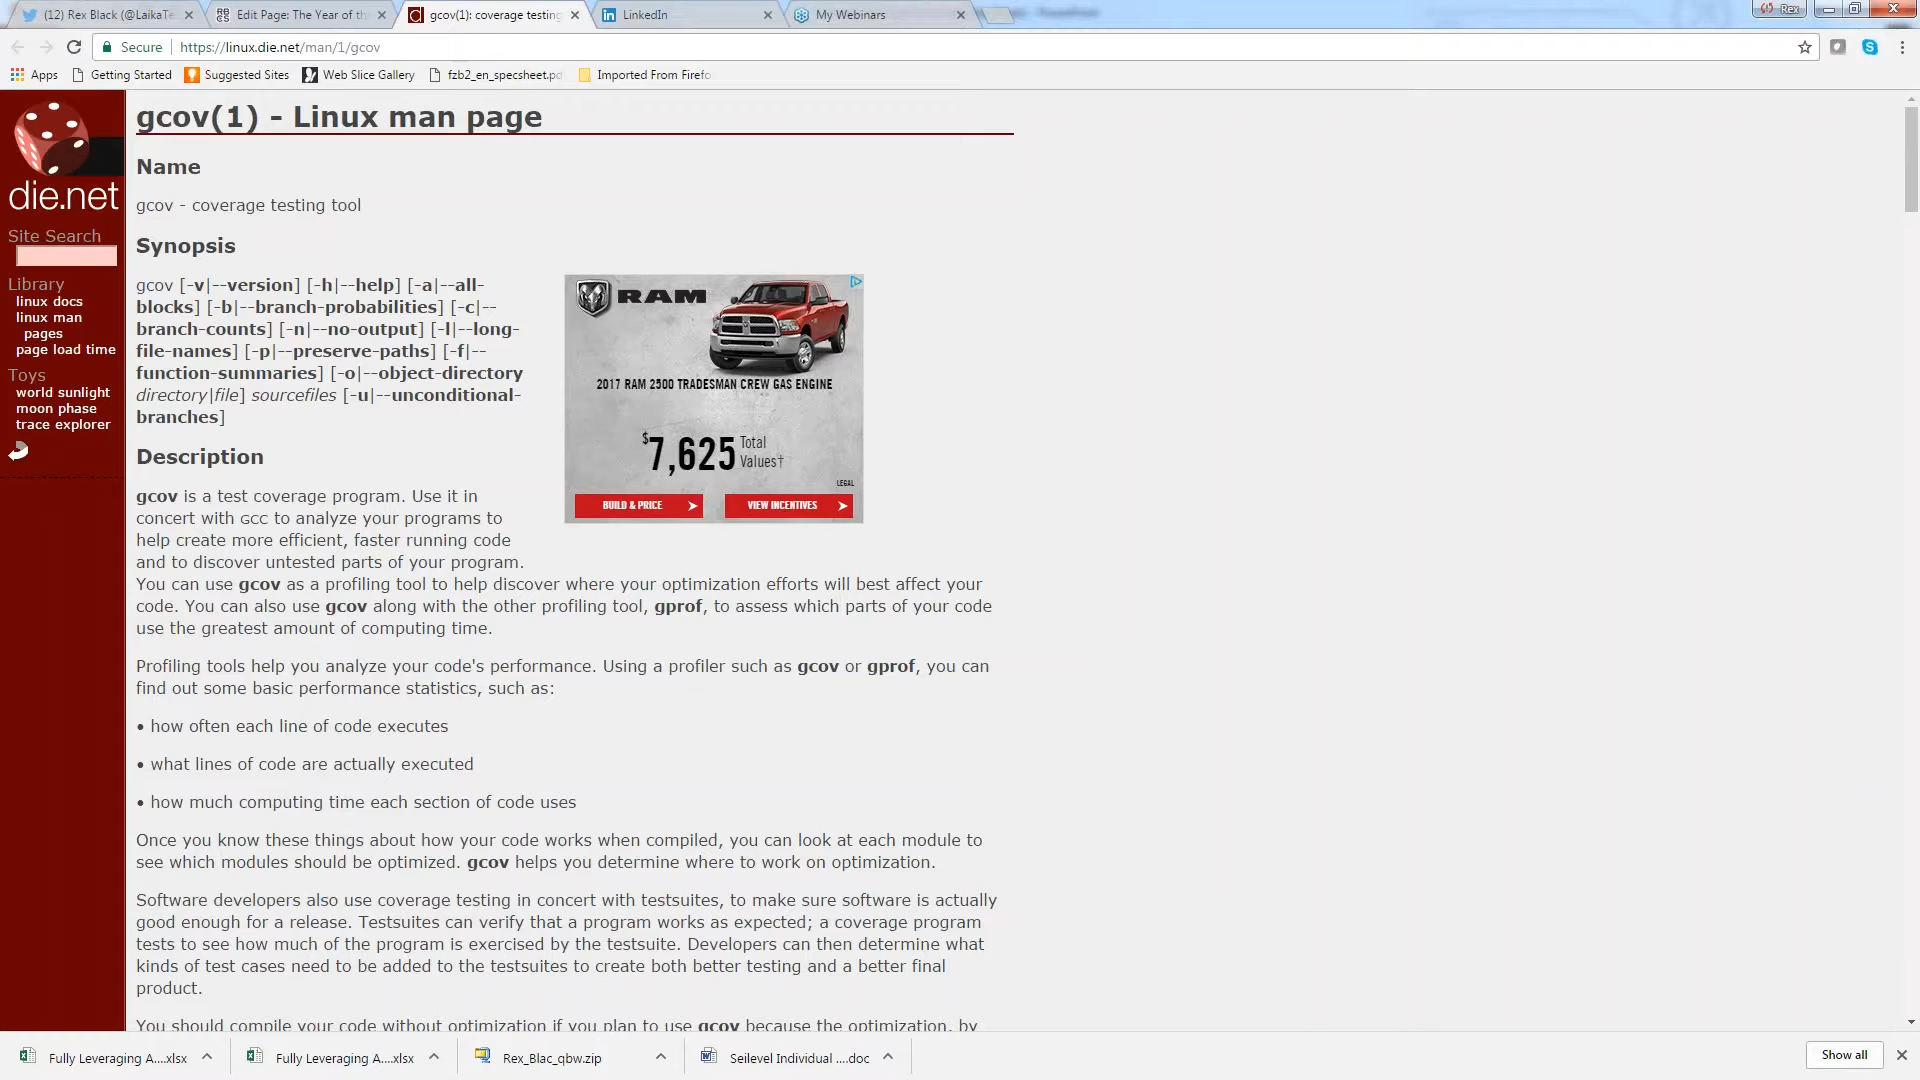 (12) Rex Black (@LaikaTe
Edit Page: The Year of th
gcov(1): coverage testing
LinkedIn
My Webinars
Rex
Secure
https://linux.die.net/man/1/gcov
Apps
Getting Started
Suggested Sites
Web Slice Gallery
fzb2_en_specsheet.pd
Imported From Firefo
die.net
Site Search
Library
linux docs
linux man
pages
page load time
Toys
world sunlight
moon phase
trace explorer
gcov(1) - Linux man page
Name
gcov - coverage testing tool
Synopsis
gcov [-v|--version] [-h|--help] [-a|--all-
blocks] [-b|--branch-probabilities] [-c|--
branch-counts] [-n|--no-output] [-l|--long-
file-names] [-p|--preserve-paths] [-f|--
function-summaries] [-o|--object-directory
directory|file] sourcefiles [-u|--unconditional-
branches]
RAM
2017 RAM 2500 TRADESMAN CREW GAS ENGINE
$7,625 Total
Values†
LEGAL
BUILD & PRICE
VIEW INCENTIVES
Description
gcov is a test coverage program. Use it in
concert with GCC to analyze your programs to
help create more efficient, faster running code
and to discover untested parts of your program.
You can use gcov as a profiling tool to help discover where your optimization efforts will best affect your
code. You can also use gcov along with the other profiling tool, gprof, to assess which parts of your code
use the greatest amount of computing time.
Profiling tools help you analyze your code's performance. Using a profiler such as gcov or gprof, you can
find out some basic performance statistics, such as:
• how often each line of code executes
• what lines of code are actually executed
• how much computing time each section of code uses
Once you know these things about how your code works when compiled, you can look at each module to
see which modules should be optimized. gcov helps you determine where to work on optimization.
Software developers also use coverage testing in concert with testsuites, to make sure software is actually
good enough for a release. Testsuites can verify that a program works as expected; a coverage program
tests to see how much of the program is exercised by the testsuite. Developers can then determine what
kinds of test cases need to be added to the testsuites to create both better testing and a better final
product.
You should compile your code without optimization if you plan to use gcov because the optimization, by
Fully Leveraging A....xlsx
Fully Leveraging A....xlsx
Rex_Blac_qbw.zip
Seilevel Individual ....doc
Show all